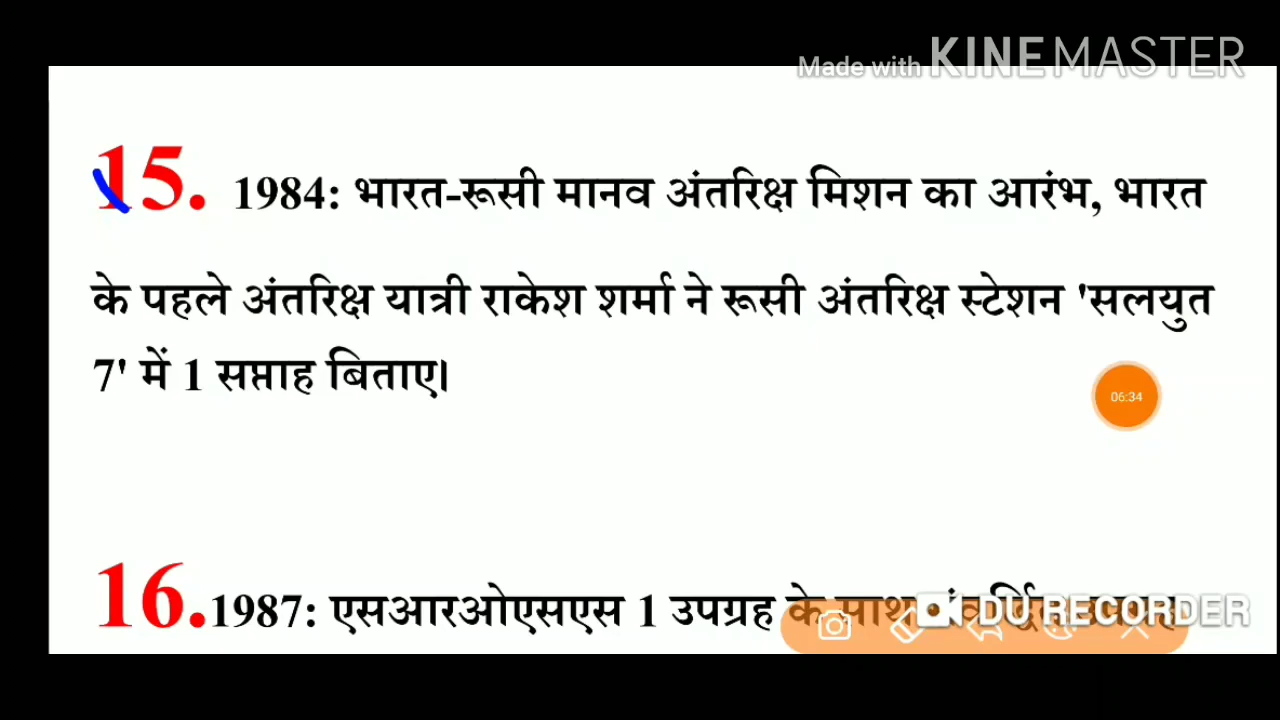 Made with KINEMASTER
15. 1984: भारत-रूसी मानव अंतरिक्ष मिशन का आरंभ, भारत
के पहले अंतरिक्ष यात्री राकेश शर्मा ने रूसी अंतरिक्ष स्टेशन 'सलयुत
7' में 1 सप्ताह बिताए।
06:34
16.1987: एसआरओएसएस 1 उपग्रह के साथ
DU RECORDER